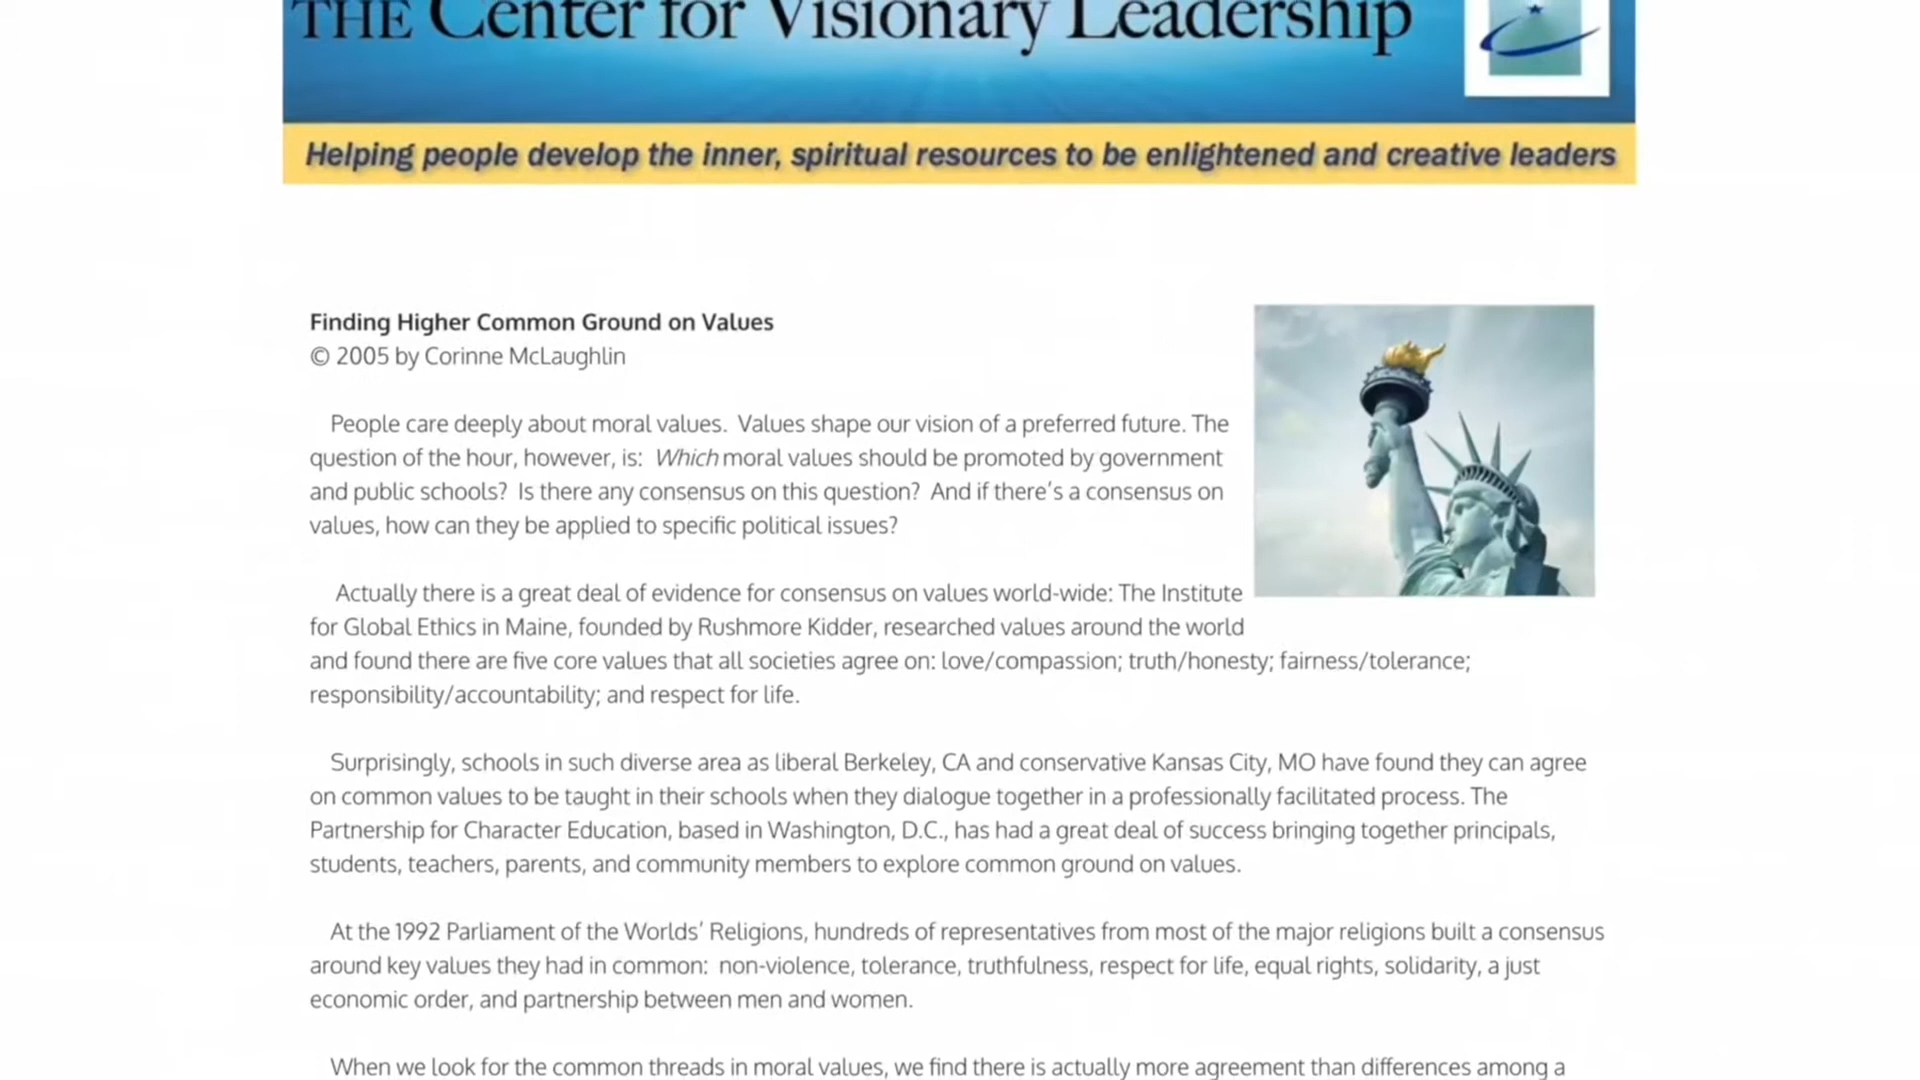 THE Center for Visionary Leadership
Helping people develop the inner, spiritual resources to be enlightened and creative leaders
Finding Higher Common Ground on Values
© 2005 by Corinne McLaughlin
People care deeply about moral values. Values shape our vision of a preferred future. The
question of the hour, however, is: Which moral values should be promoted by government
and public schools? Is there any consensus on this question? And if there's a consensus on
values, how can they be applied to specific political issues?
Actually there is a great deal of evidence for consensus on values world-wide: The Institute
for Global Ethics in Maine, founded by Rushmore Kidder, researched values around the world
and found there are five core values that all societies agree on: love/compassion; truth/honesty; fairness/tolerance;
responsibility/accountability; and respect for life.
Surprisingly, schools in such diverse area as liberal Berkeley, CA and conservative Kansas City, MO have found they can agree
on common values to be taught in their schools when they dialogue together in a professionally facilitated process. The
Partnership for Character Education, based in Washington, D.C., has had a great deal of success bringing together principals,
students, teachers, parents, and community members to explore common ground on values.
At the 1992 Parliament of the Worlds' Religions, hundreds of representatives from most of the major religions built a consensus
around key values they had in common: non-violence, tolerance, truthfulness, respect for life, equal rights, solidarity, a just
economic order, and partnership between men and women.
When we look for the common threads in moral values, we find there is actually more agreement than differences among a